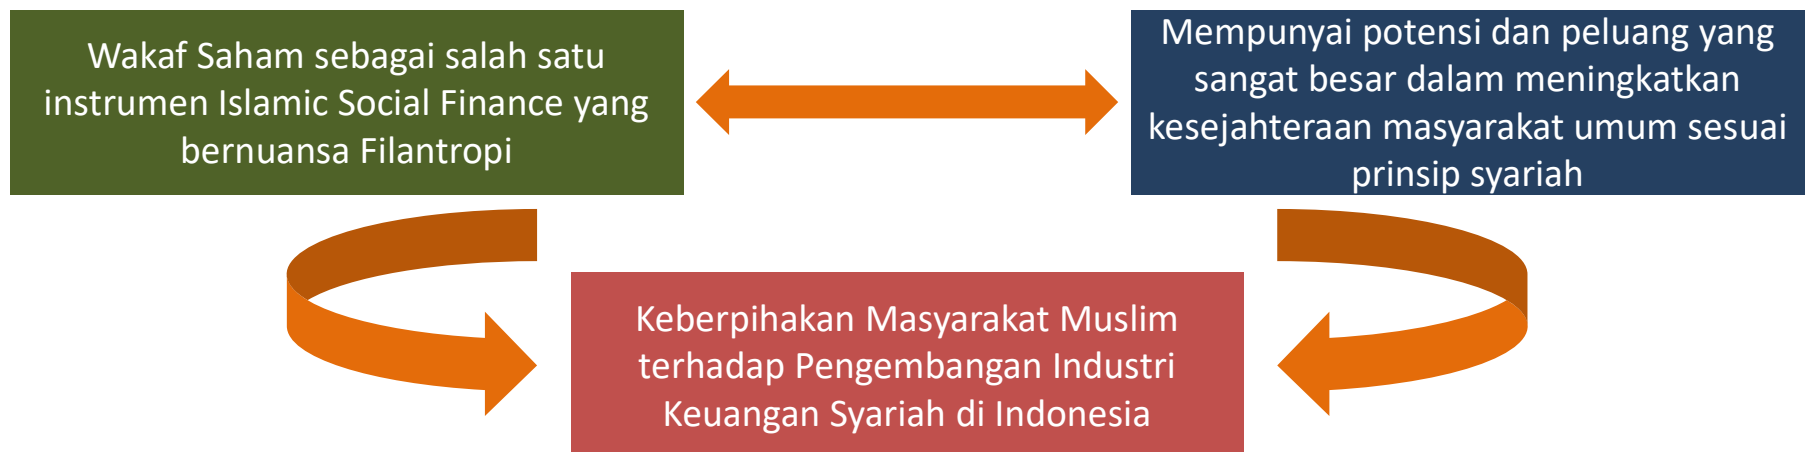 Wakaf Saham sebagai salah satu
instrumen Islamic Social Finance yang
bernuansa Filantropi
Mempunyai potensi dan peluang yang
sangat besar dalam meningkatkan
kesejahteraan masyarakat umum sesuai
prinsip syariah
Keberpihakan Masyarakat Muslim
terhadap Pengembangan Industri
Keuangan Syariah di Indonesia